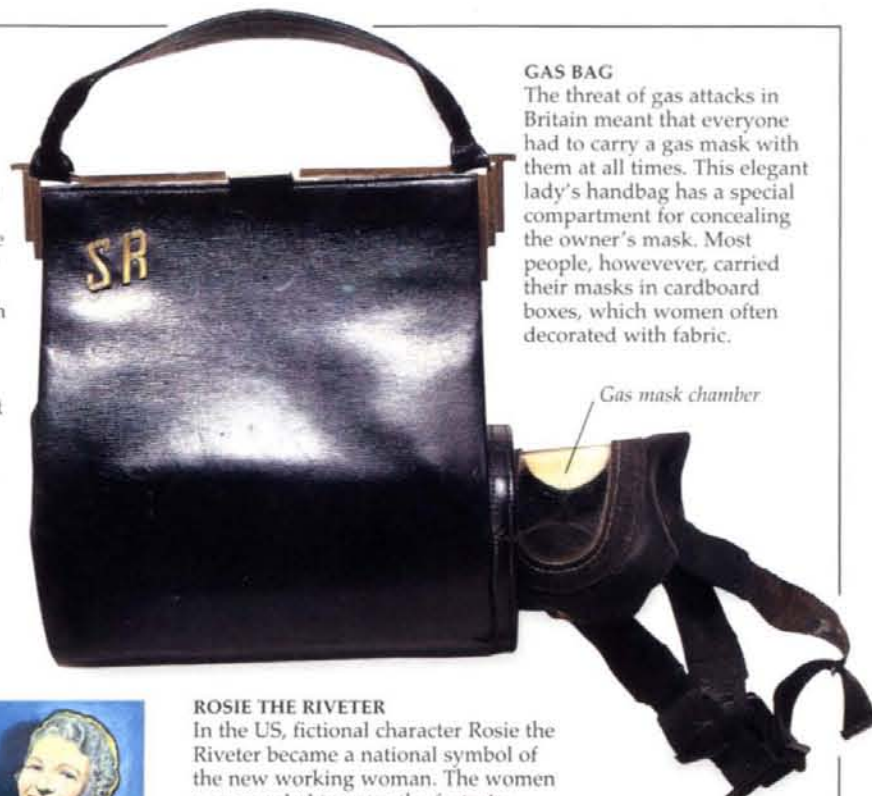 SR
GAS BAG
The threat of gas attacks in
Britain meant that everyone
had to carry a gas mask with
them at all times. This elegant
lady's handbag has a special
compartment for concealing
the owner's mask. Most
people, howevever, carried
their masks in cardboard
boxes, which women often
decorated with fabric.
Gas mask chamber
ROSIE THE RIVETER
In the US, fictional character Rosie the
Riveter became a national symbol of
the new working woman. The women